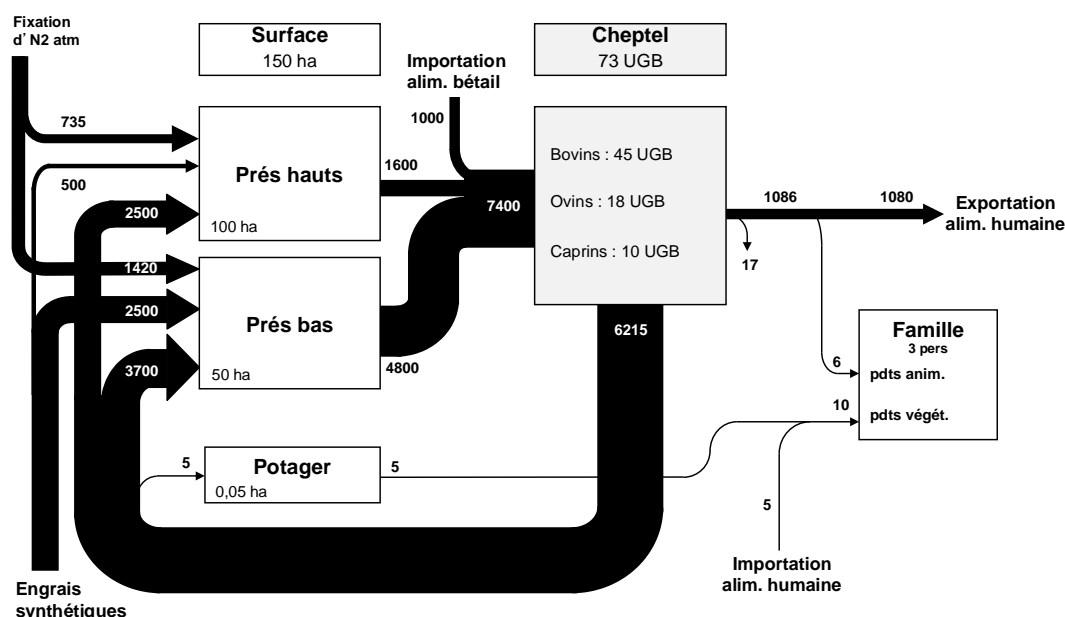 Fixation
d' N2 atm
Surface
150 ha
Cheptel
73 UGB
Importation
alim. bétail
1000
735
500
2500
Prés hauts
100 ha
1600
7400
Bovins : 45 UGB
Ovins : 18 UGB
Caprins : 10 UGB
1086
1080
Exportation
alim. humaine
17
1420
2500
3700
Prés bas
50 ha
4800
6215
Famille
3 pers
6
pdts anim.
10
pdts végét.
5
Potager
0,05 ha
5
5
Importation
alim. humaine
Engrais
synthétiques